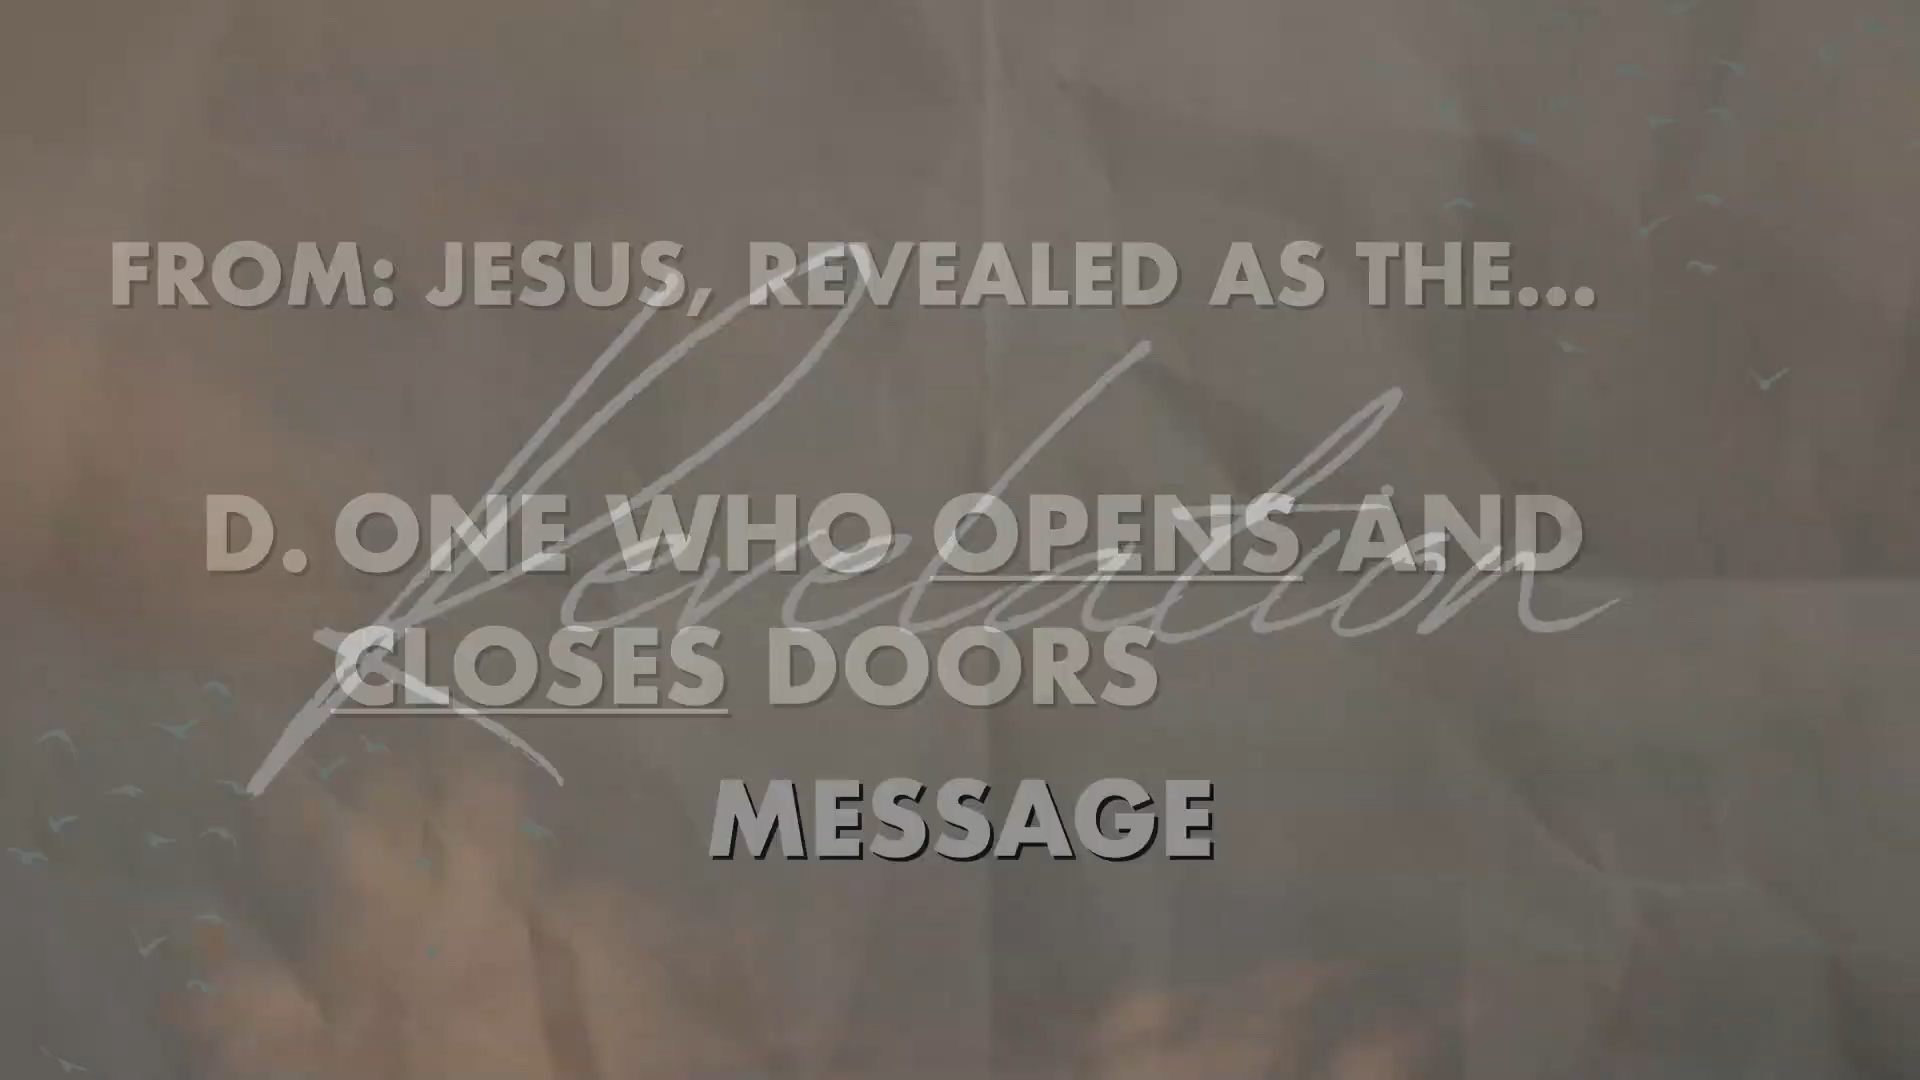 FROM: JESUS, REVEALED AS THE...
Revelation
D. ONE WHO OPENS AND
CLOSES DOORS
MESSAGE